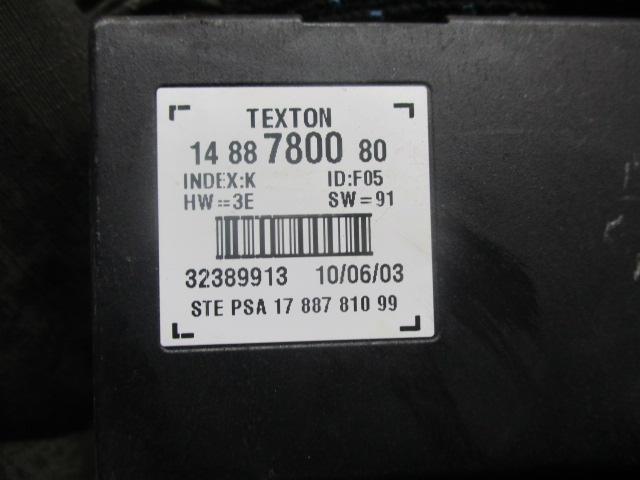 TEXTON
14 88 7800 80
INDEX:K ID:F05
HW=3E SW=91
32389913 10/06/03
STE PSA 17 887 810 99